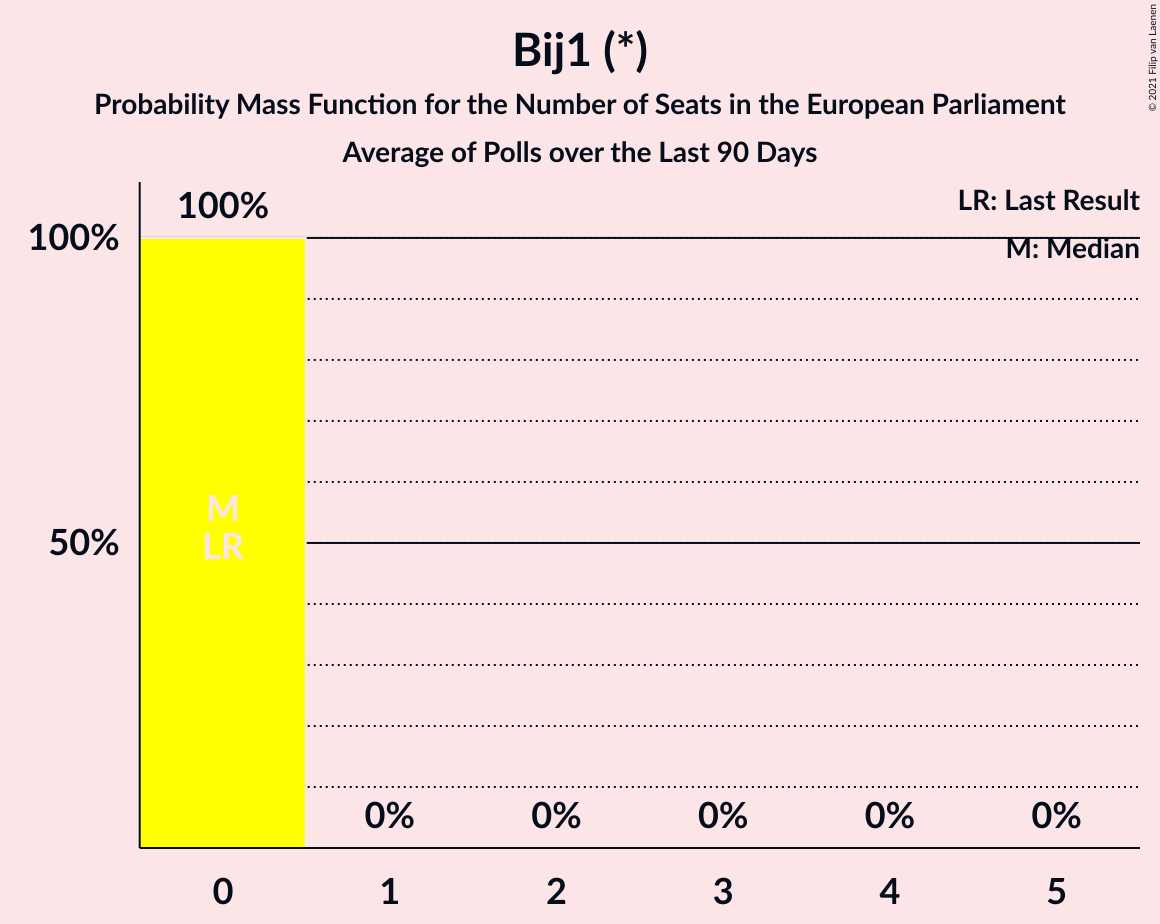 Bij1 (*)
Probability Mass Function for the Number of Seats in the European Parliament
Average of Polls over the Last 90 Days
© 2021 Filip van Laenen
LR: Last Result
M: Median
100%
100%
50%
M
LR
0%
0%
0%
0%
0%
0
1
2
3
4
5